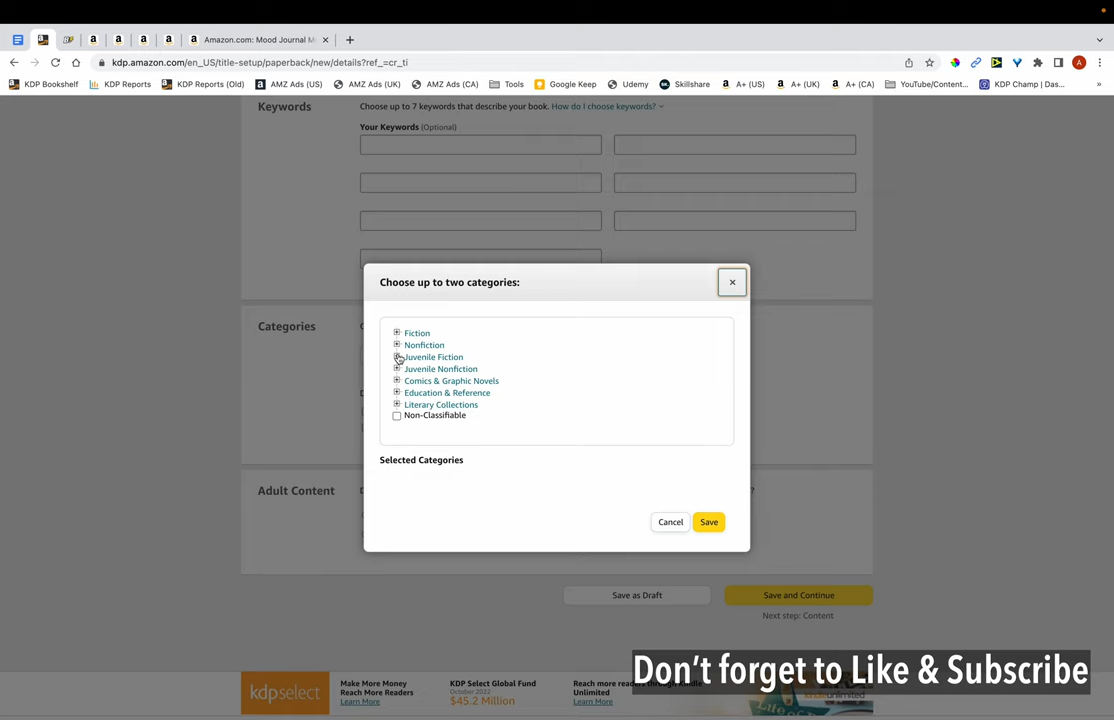 Amazon.com: Mood Journal M
kdp.amazon.com/en_US/title-setup/paperback/new/details?ref_=cr_ti
KDP Bookshelf
KDP Reports
KDP Reports (Old)
AMZ Ads (US)
AMZ Ads (UK)
AMZ Ads (CA)
Tools
Google Keep
Udemy
Skillshare
A+ (US)
A+ (UK)
A+ (CA)
YouTube/Content...
KDP Champ | Das...
Keywords
Choose up to 7 keywords that describe your book. How do I choose keywords?
Your Keywords (Optional)
Choose up to two categories:
Fiction
Nonfiction
Juvenile Fiction
Juvenile Nonfiction
Comics & Graphic Novels
Education & Reference
Literary Collections
Non-Classifiable
Categories
Selected Categories
Adult Content
Cancel
Save
Save as Draft
Save and Continue
Next step: Content
kdpselect
Make More Money
Reach More Readers
Learn More
KDP Select Global Fund
October 2022
$45.2 Million
Reach more readers through
Unlimited
Learn More
kindleunlimited
Don't forget to Like & Subscribe